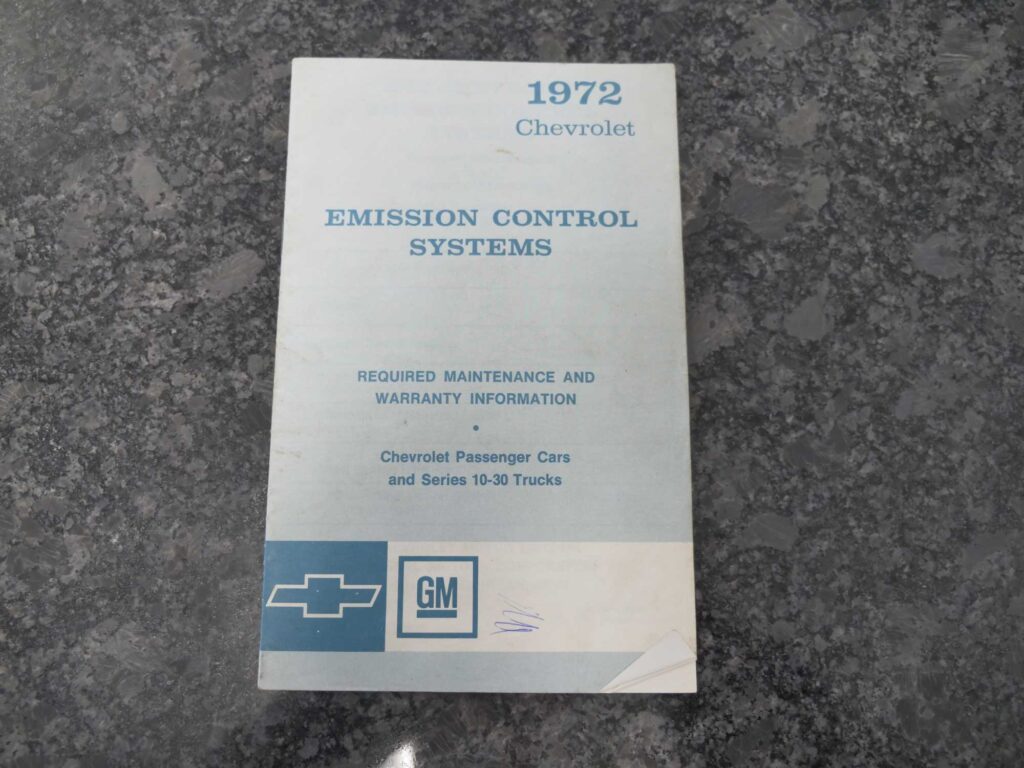 1972
Chevrolet
EMISSION CONTROL
SYSTEMS
REQUIRED MAINTENANCE AND
WARRANTY INFORMATION
•
Chevrolet Passenger Cars
and Series 10-30 Trucks
GM